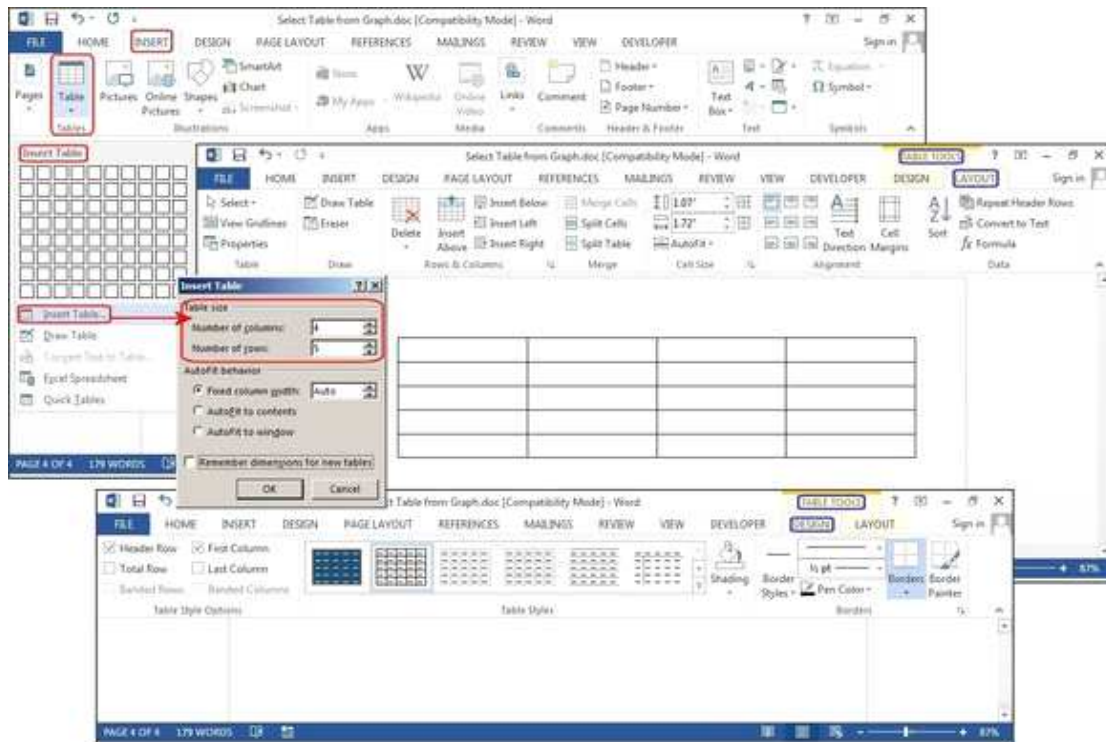 Select Table from Graph.doc [Compatibility Mode] - Word
FILE HOME INSERT DESIGN PAGE LAYOUT REFERENCES MAILINGS REVIEW VIEW DEVELOPER Sign in
Pages Table Pictures Online Pictures Shapes SmartArt Chart Screenshot Store My Apps Wikipedia Online Video Links Comment Header Footer Page Number Text Box Equation Symbol
Tables Illustrations Apps Media Comments Header & Footer Text Symbols
Insert Table
Insert Table...
Draw Table
Convert Text to Table...
Excel Spreadsheet
Quick Tables
PAGE 4 OF 4 179 WORDS
Select Table from Graph.doc [Compatibility Mode] - Word TABLE TOOLS
FILE HOME INSERT DESIGN PAGE LAYOUT REFERENCES MAILINGS REVIEW VIEW DEVELOPER DESIGN LAYOUT Sign in
Select Draw Table Insert Below Merge Cells 1.07" Repeat Header Rows
View Gridlines Eraser Delete Insert Above Insert Left Split Cells 1.72" Text Direction Cell Margins Sort Convert to Text
Properties Insert Right Split Table AutoFit Formula
Table Draw Rows & Columns Merge Cell Size Alignment Data
Insert Table
Table size
Number of columns: 4
Number of rows: 5
AutoFit behavior
Fixed column width: Auto
AutoFit to contents
AutoFit to window
Remember dimensions for new tables
OK Cancel
87%
t Table from Graph.doc [Compatibility Mode] - Word TABLE TOOLS
FILE HOME INSERT DESIGN PAGE LAYOUT REFERENCES MAILINGS REVIEW VIEW DEVELOPER DESIGN LAYOUT Sign in
Header Row First Column
Total Row Last Column ½ pt
Banded Rows Banded Columns Shading Border Styles Pen Color Borders Border Painter
Table Style Options Table Styles Borders
PAGE 4 OF 4 179 WORDS 87%